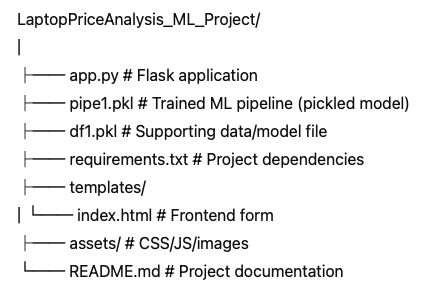 LaptopPriceAnalysis_ML_Project/
|
├── app.py # Flask application
├── pipe1.pkl # Trained ML pipeline (pickled model)
├── df1.pkl # Supporting data/model file
├── requirements.txt # Project dependencies
├── templates/
| └── index.html # Frontend form
├── assets/ # CSS/JS/images
└── README.md # Project documentation